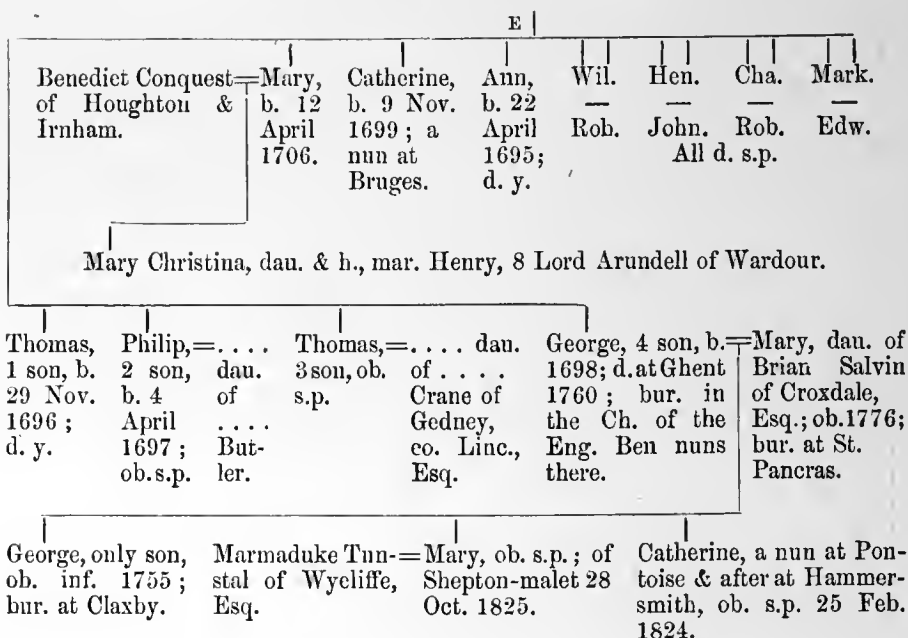 E
Benedict Conquest=Mary,
of Houghton &
Irnham.
b. 12
April
1706.
Catherine,
b. 9 Nov.
1699 ; a
nun at
Bruges.
Ann,
b. 22
April
1695;
d. y.
Wil.
—
Rob.
Hen.
—
John.
Cha.
—
Rob.
Mark.
—
Edw.
All d. s.p.
Mary Christina, dau. & h., mar. Henry, 8 Lord Arundell of Wardour.
Thomas,
1 son, b.
29 Nov.
1696 ;
d. y.
Philip,=. . . .
2 son,
b. 4
April
1697 ;
ob. s.p.
dau.
of
. . . .
But-
ler.
Thomas,=. . . . dau.
3 son, ob.
s.p.
of . . . .
Crane of
Gedney,
co. Linc.,
Esq.
George, 4 son, b.=Mary, dau. of
1698; d. at Ghent
1760 ; bur. in
the Ch. of the
Eng. Ben nuns
there.
Brian Salvin
of Croxdale,
Esq.; ob. 1776;
bur. at St.
Pancras.
George, only son,
ob. inf. 1755 ;
bur. at Claxby.
Marmaduke Tun-=Mary, ob. s.p. ; of
stal of Wycliffe,
Esq.
Shepton-malet 28
Oct. 1825.
Catherine, a nun at Pon-
toise & after at Hammer-
smith, ob. s.p. 25 Feb.
1824.